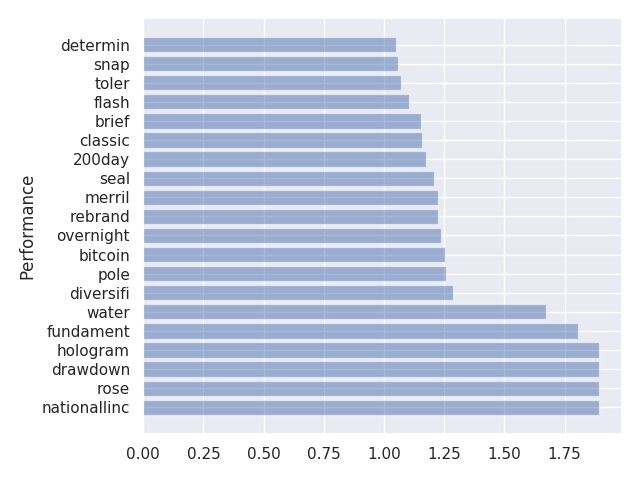 determin
snap
toler
flash
brief
classic
200day
seal
merril
rebrand
overnight
bitcoin
pole
diversifi
water
fundament
hologram
drawdown
rose
nationallinc
Performance
0.00 0.25 0.50 0.75 1.00 1.25 1.50 1.75